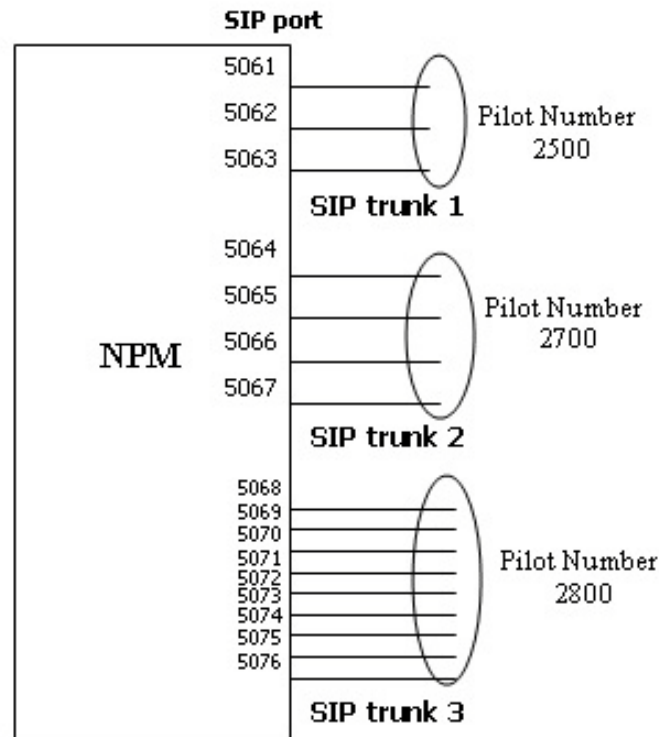 SIP port
5061
5062
5063
Pilot Number
2500
SIP trunk 1
5064
5065
5066
5067
Pilot Number
2700
NPM
SIP trunk 2
5068
5069
5070
5071
5072
5073
5074
5075
5076
Pilot Number
2800
SIP trunk 3